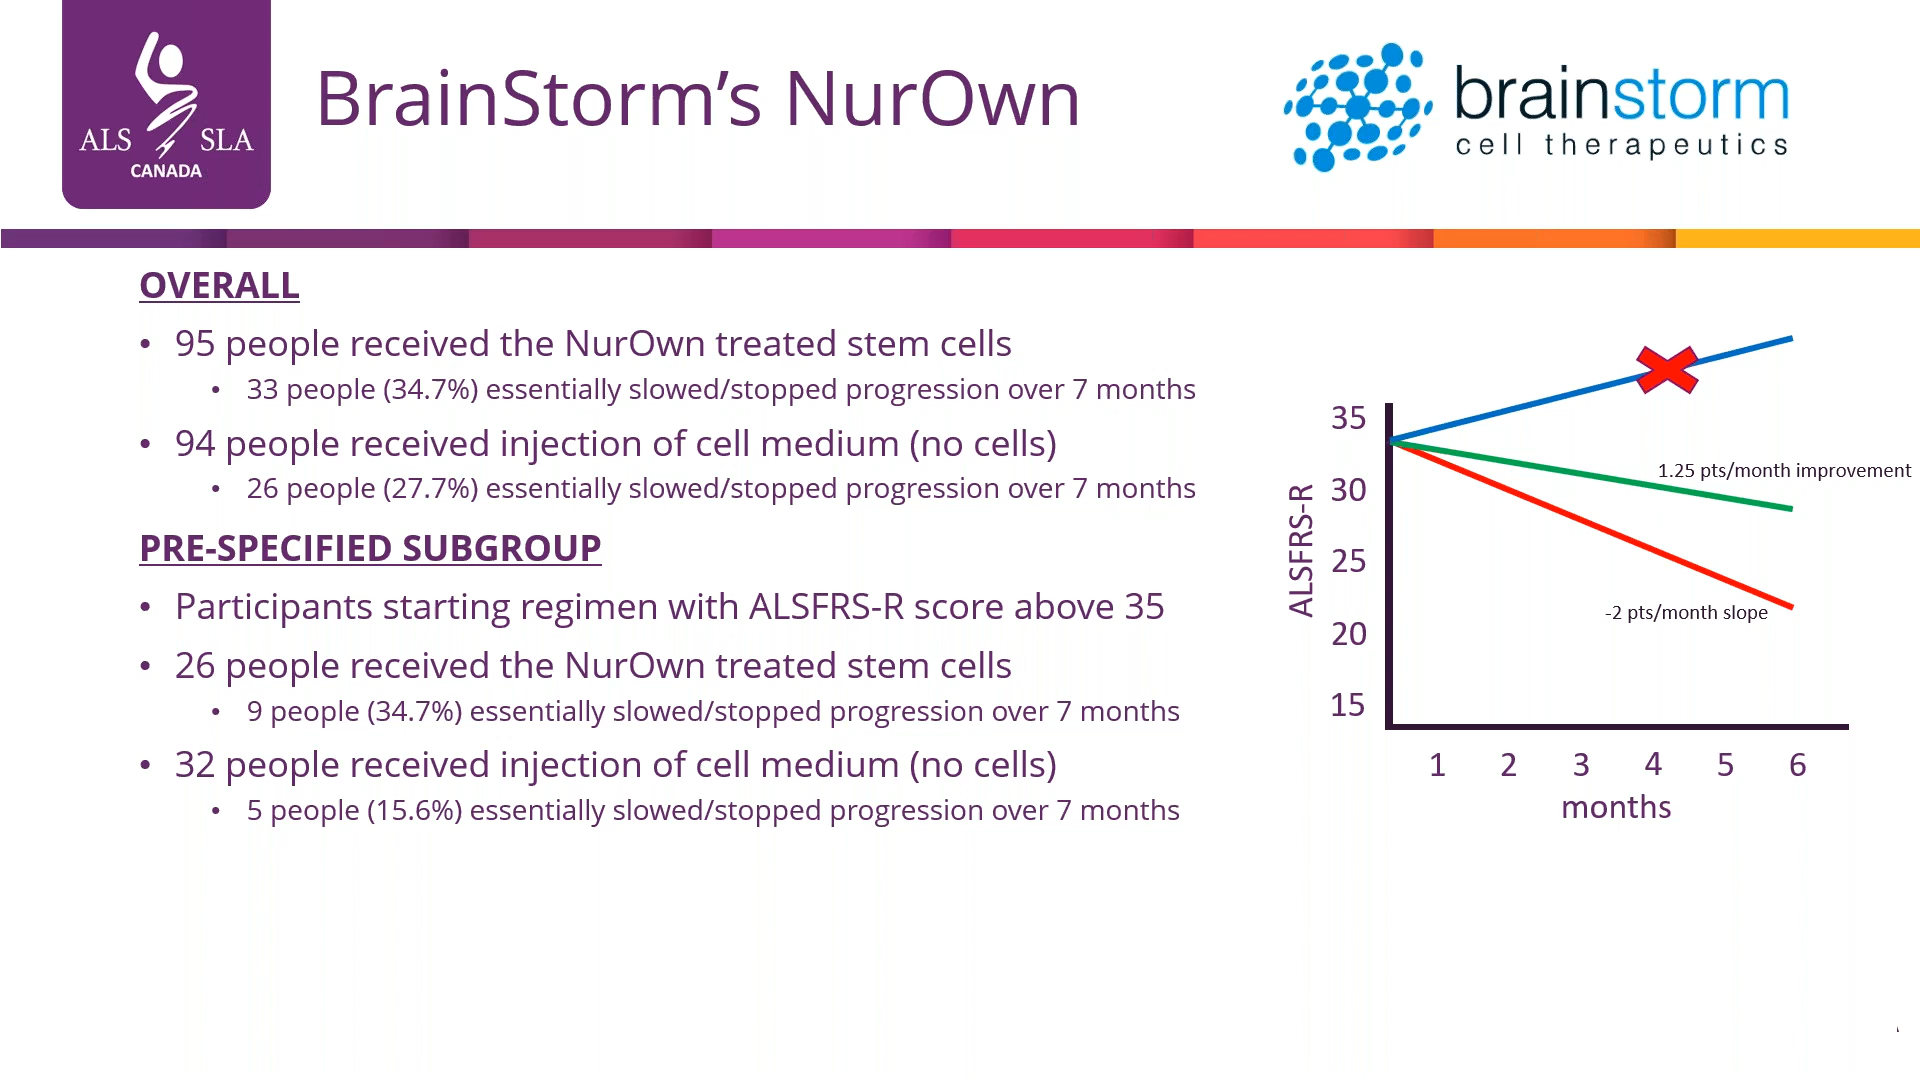 ALS SLA
CANADA
BrainStorm’s NurOwn
brainstorm
cell therapeutics
OVERALL
• 95 people received the NurOwn treated stem cells
• 33 people (34.7%) essentially slowed/stopped progression over 7 months
• 94 people received injection of cell medium (no cells)
• 26 people (27.7%) essentially slowed/stopped progression over 7 months
PRE-SPECIFIED SUBGROUP
• Participants starting regimen with ALSFRS-R score above 35
• 26 people received the NurOwn treated stem cells
• 9 people (34.7%) essentially slowed/stopped progression over 7 months
• 32 people received injection of cell medium (no cells)
• 5 people (15.6%) essentially slowed/stopped progression over 7 months
ALSFRS-R
35
30
25
20
15
1.25 pts/month improvement
-2 pts/month slope
1 2 3 4 5 6
months